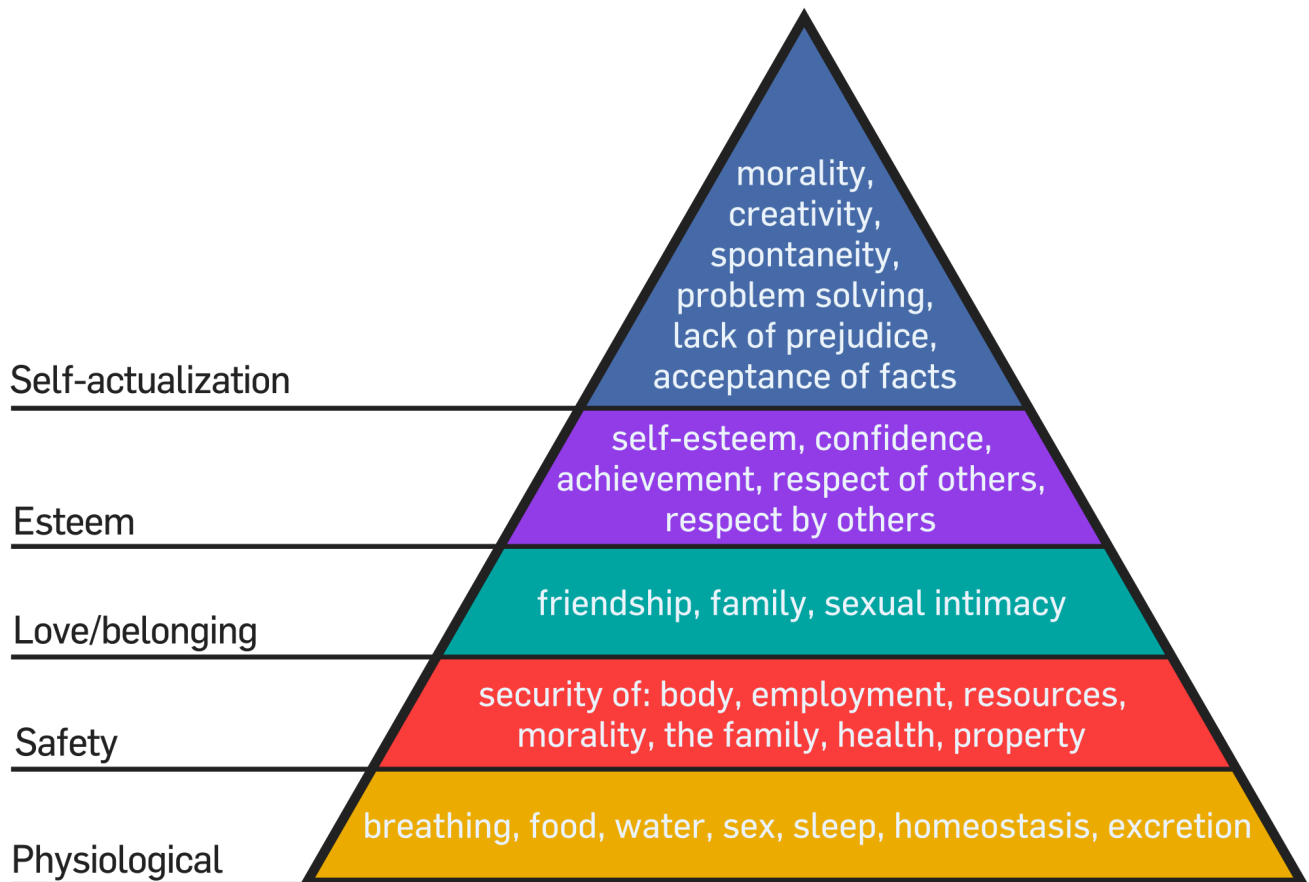 morality,
creativity,
spontaneity,
problem solving,
lack of prejudice,
acceptance of facts
Self-actualization
self-esteem, confidence,
achievement, respect of others,
respect by others
Esteem
friendship, family, sexual intimacy
Love/belonging
security of: body, employment, resources,
morality, the family, health, property
Safety
breathing, food, water, sex, sleep, homeostasis, excretion
Physiological